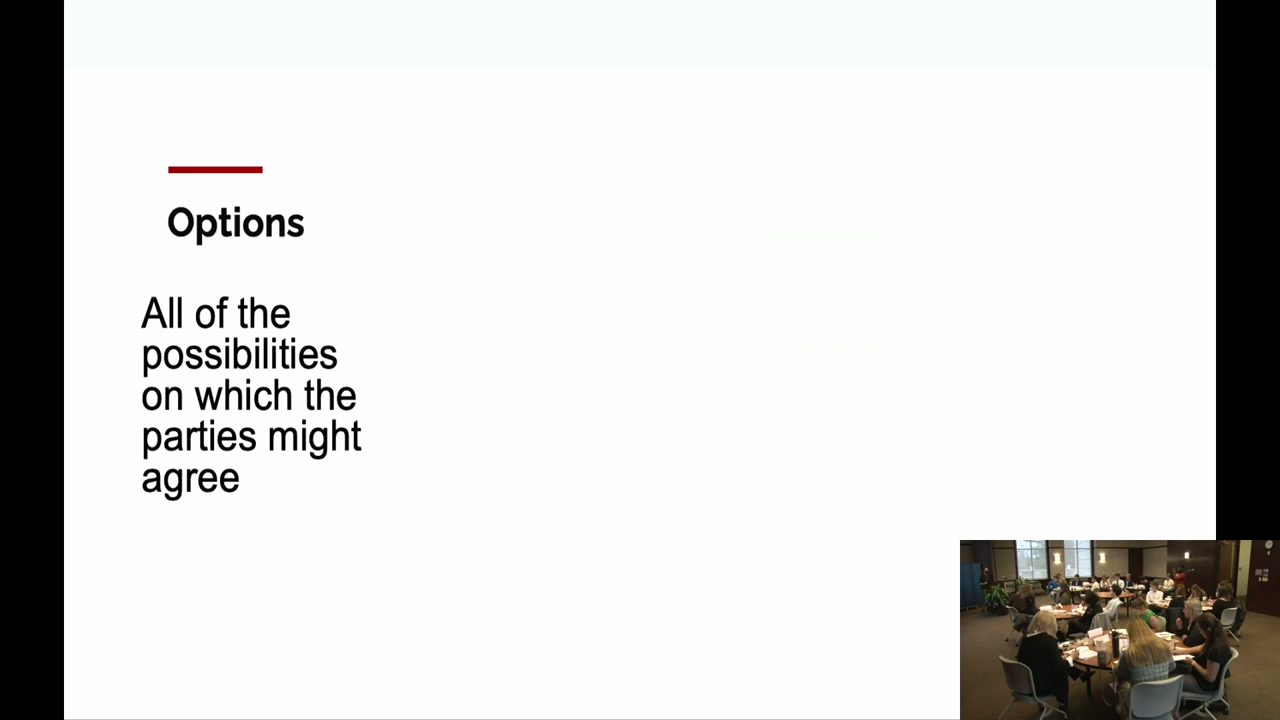 Options
All of the
possibilities
on which the
parties might
agree